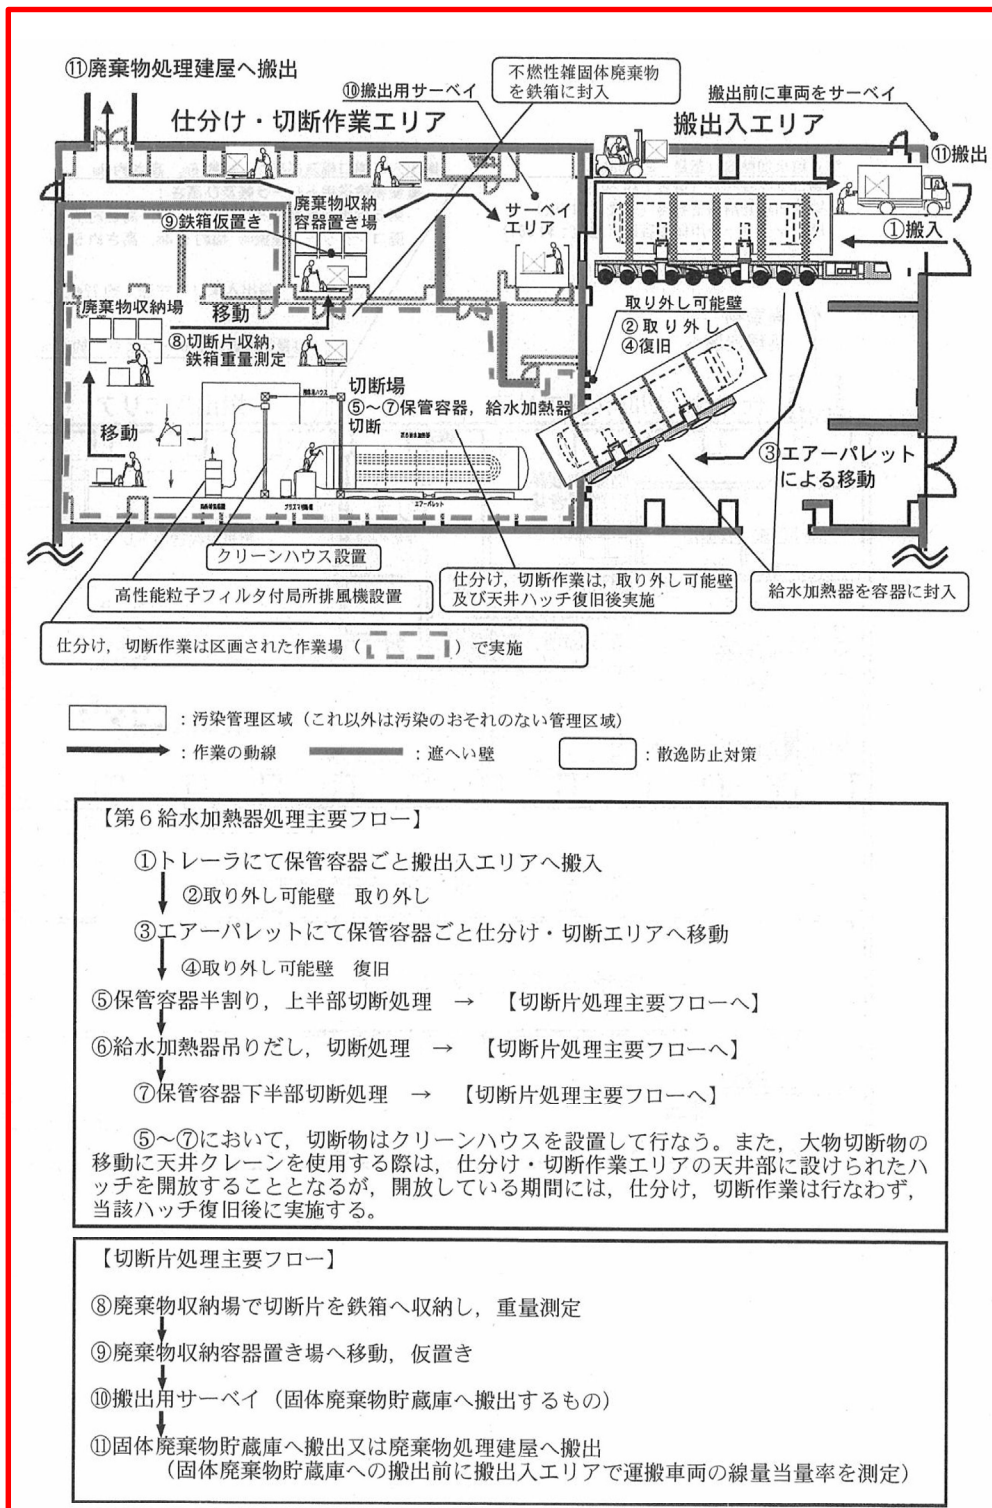 ⑪廃棄物処理建屋へ搬出
不燃性雑固体廃棄物
を鉄箱に封入
⑩搬出用サーベイ
搬出前に車両をサーベイ
仕分け・切断作業エリア
搬出入エリア
⑪搬出
廃棄物収納
容器置き場
⑨鉄箱仮置き
サーベイ
エリア
①搬入
廃棄物収納場
移動
⑧切断片収納,
鉄箱重量測定
取り外し可能壁
②取り外し
④復旧
切断場
⑤～⑦保管容器，給水加熱器
切断
移動
③エアーパレット
による移動
エアーパレット
クリーンハウス設置
高性能粒子フィルタ付局所排風機設置
仕分け，切断作業は，取り外し可能壁
及び天井ハッチ復旧後実施
給水加熱器を容器に封入
仕分け，切断作業は区画された作業場（　　　）で実施
：汚染管理区域（これ以外は汚染のおそれのない管理区域）
：作業の動線　：遮へい壁　：散逸防止対策
【第６給水加熱器処理主要フロー】
①トレーラにて保管容器ごと搬出入エリアへ搬入
②取り外し可能壁　取り外し
③エアーパレットにて保管容器ごと仕分け・切断エリアへ移動
④取り外し可能壁　復旧
⑤保管容器半割り，上半部切断処理　→　【切断片処理主要フローへ】
⑥給水加熱器吊りだし，切断処理　→　【切断片処理主要フローへ】
⑦保管容器下半部切断処理　→　【切断片処理主要フローへ】
⑤～⑦において，切断物はクリーンハウスを設置して行なう。また，大物切断物の
移動に天井クレーンを使用する際は，仕分け・切断作業エリアの天井部に設けられたハ
ッチを開放することとなるが，開放している期間には，仕分け，切断作業は行なわず，
当該ハッチ復旧後に実施する。
【切断片処理主要フロー】
⑧廃棄物収納場で切断片を鉄箱へ収納し，重量測定
⑨廃棄物収納容器置き場へ移動，仮置き
⑩搬出用サーベイ（固体廃棄物貯蔵庫へ搬出するもの）
⑪固体廃棄物貯蔵庫へ搬出又は廃棄物処理建屋へ搬出
（固体廃棄物貯蔵庫への搬出前に搬出入エリアで運搬車両の線量当量率を測定）